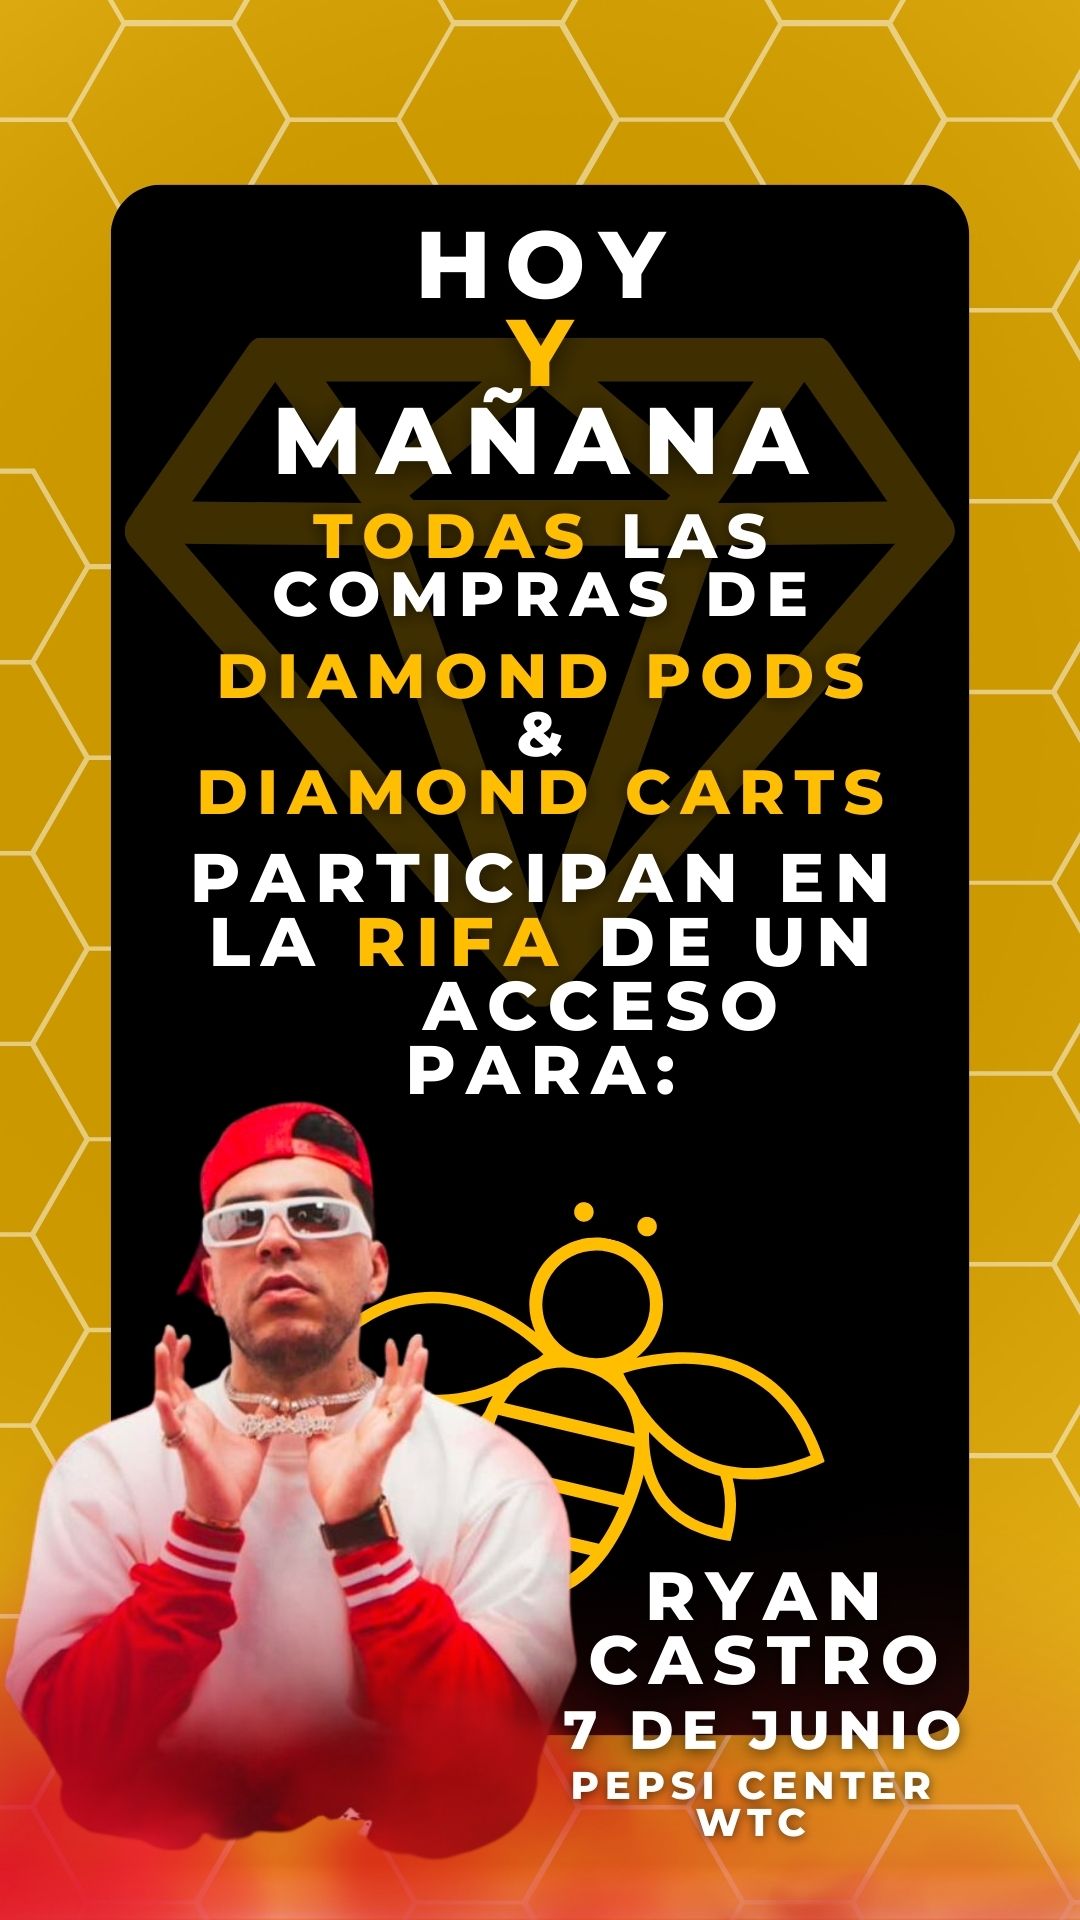 HOY
Y
MAÑANA
TODAS LAS
COMPRAS DE
DIAMOND PODS
&
DIAMOND CARTS
PARTICIPAN EN
LA RIFA DE UN
ACCESO
PARA:
RYAN
CASTRO
7 DE JUNIO
PEPSI CENTER
WTC